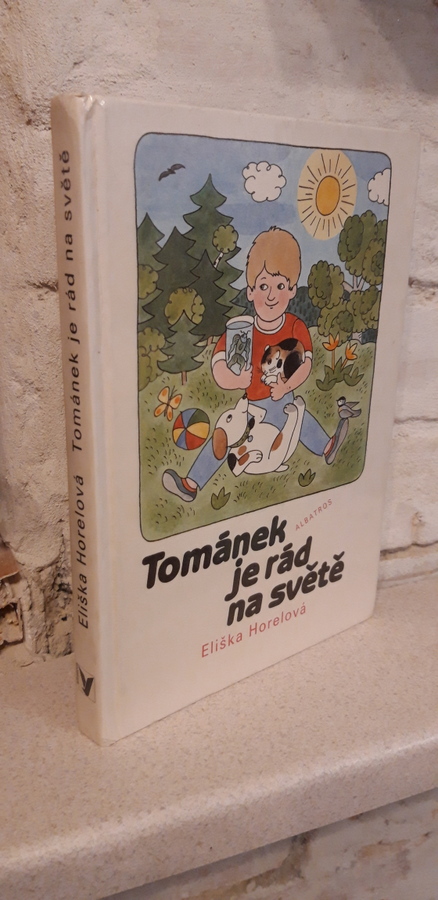 Eliška Horelová Tománek je rád na světě
ALBATROS
Tománek
je rád
na světě
Eliška Horelová